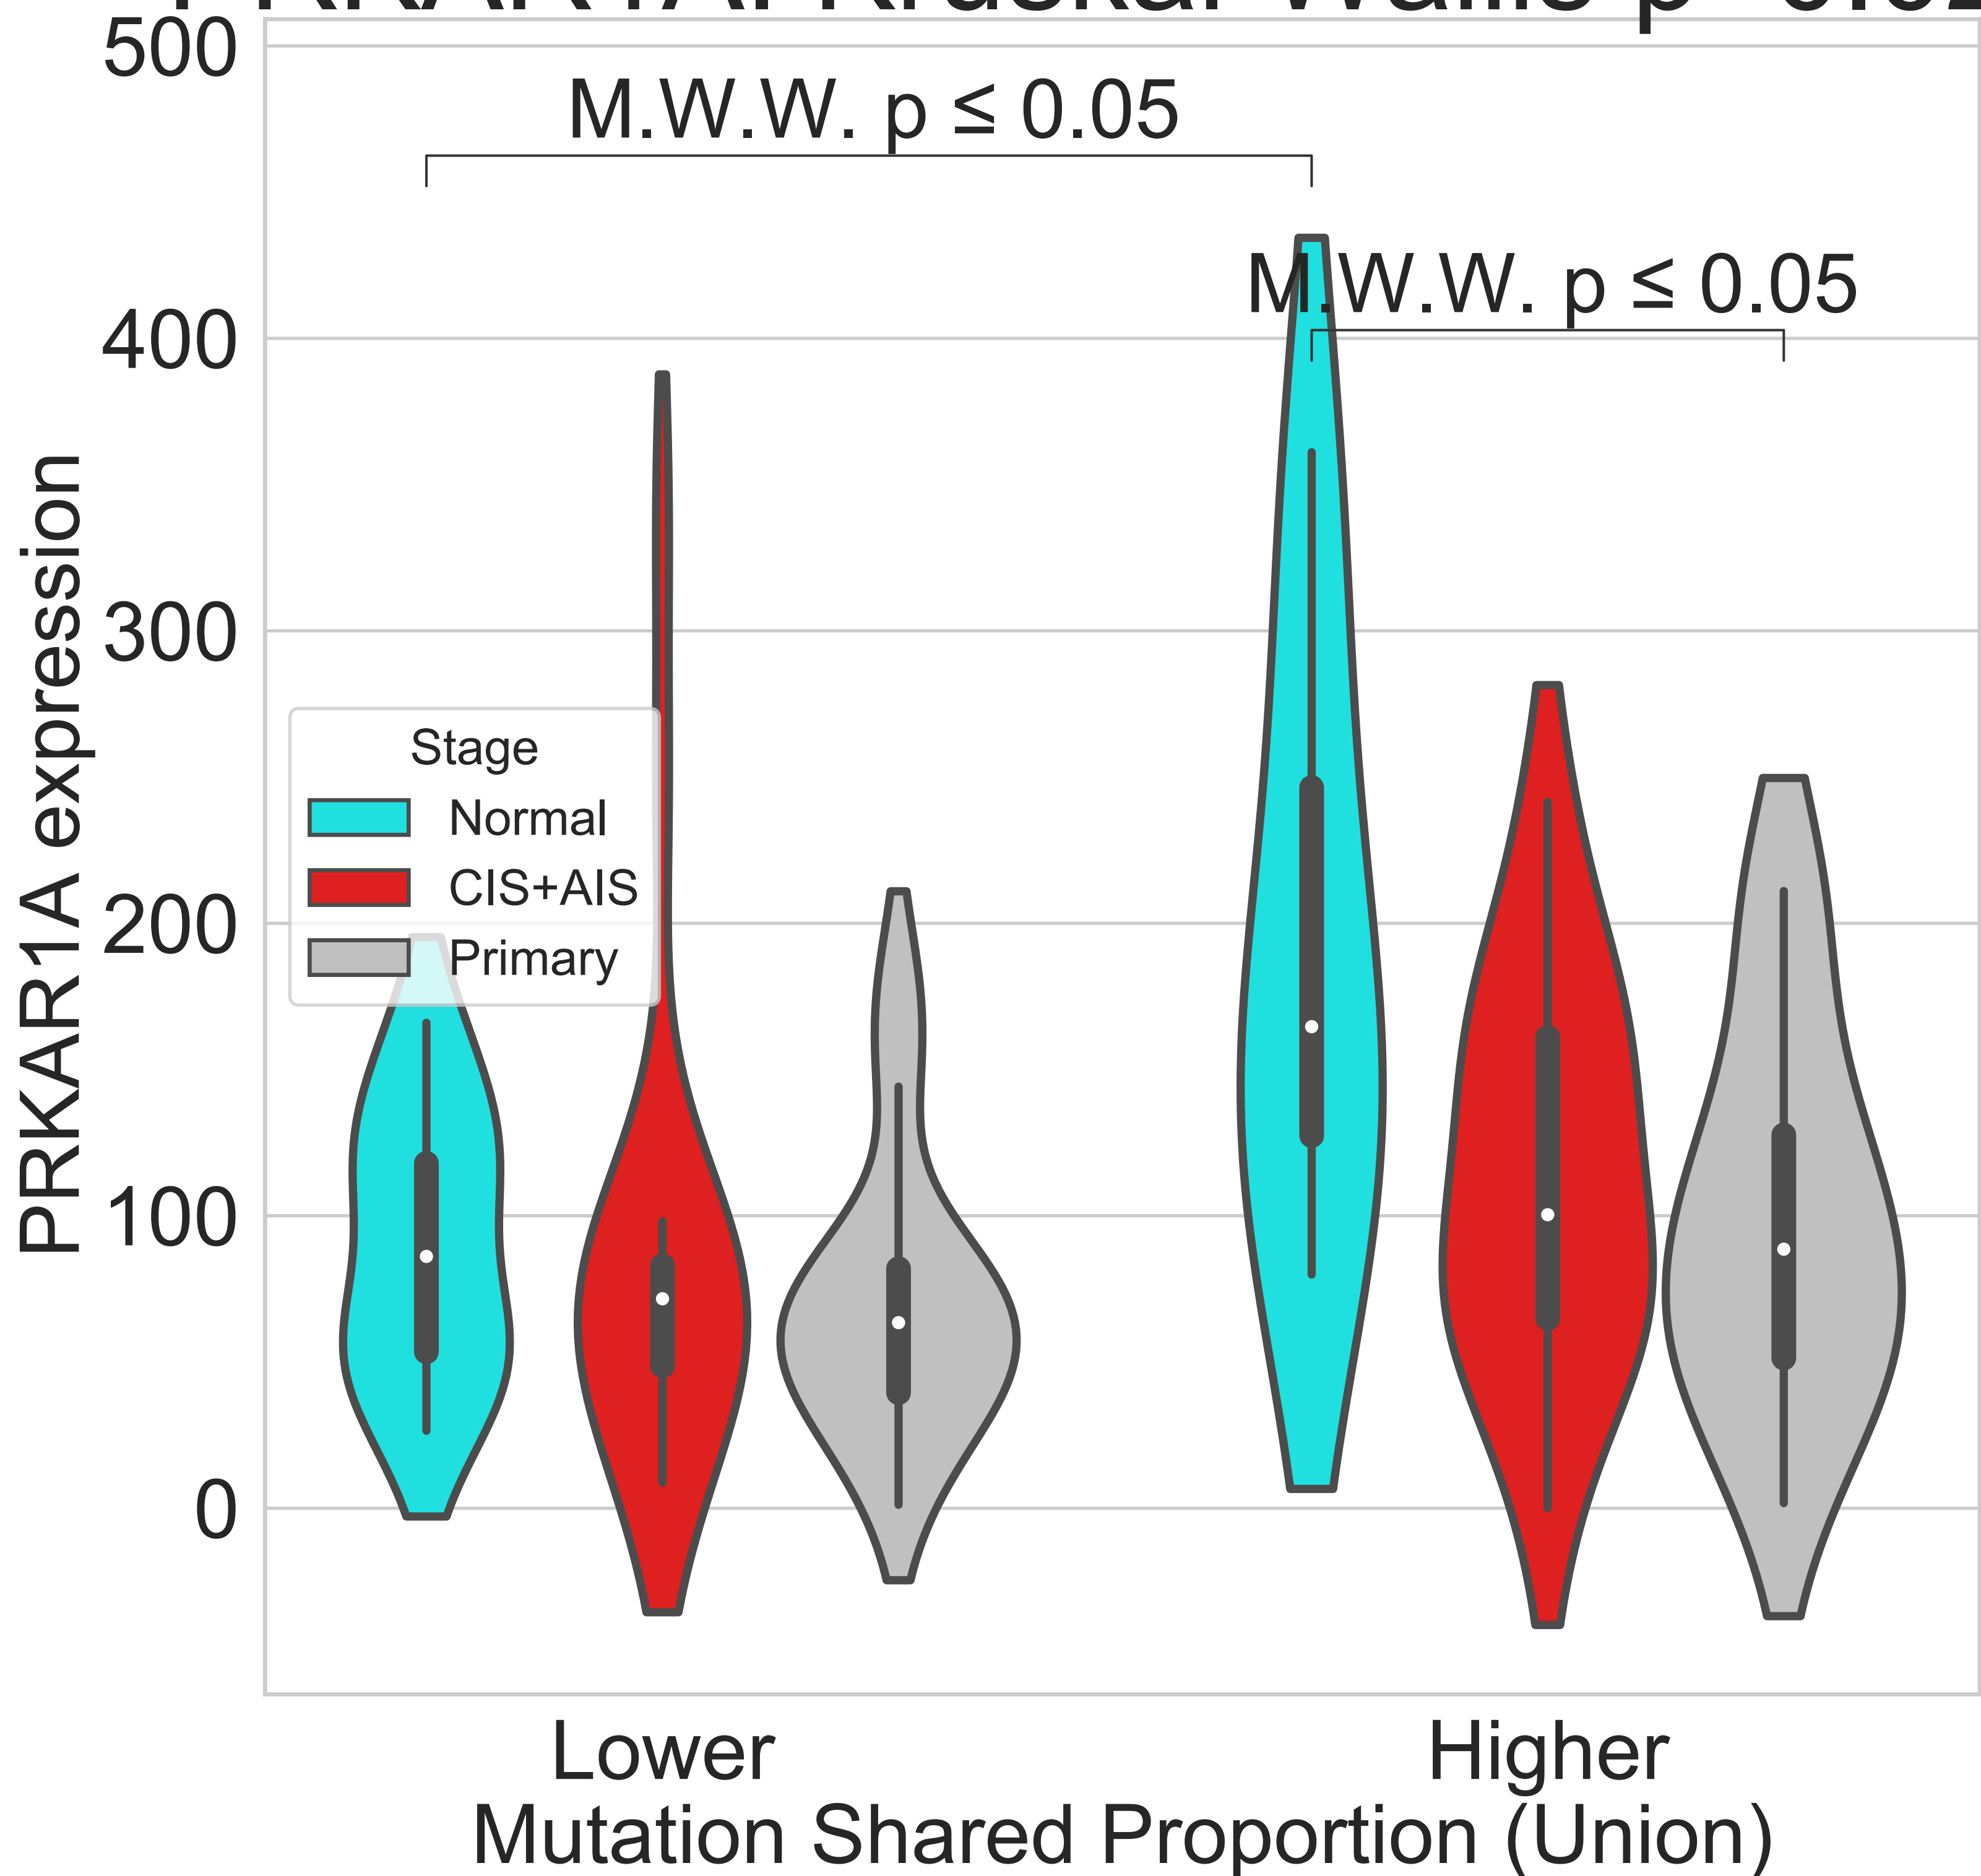 M.W.W. p ≤ 0.05
M.W.W. p ≤ 0.05
500
400
300
200
100
0
PRKAR1A expression
Stage
Normal
CIS+AIS
Primary
Lower
Higher
Mutation Shared Proportion (Union)